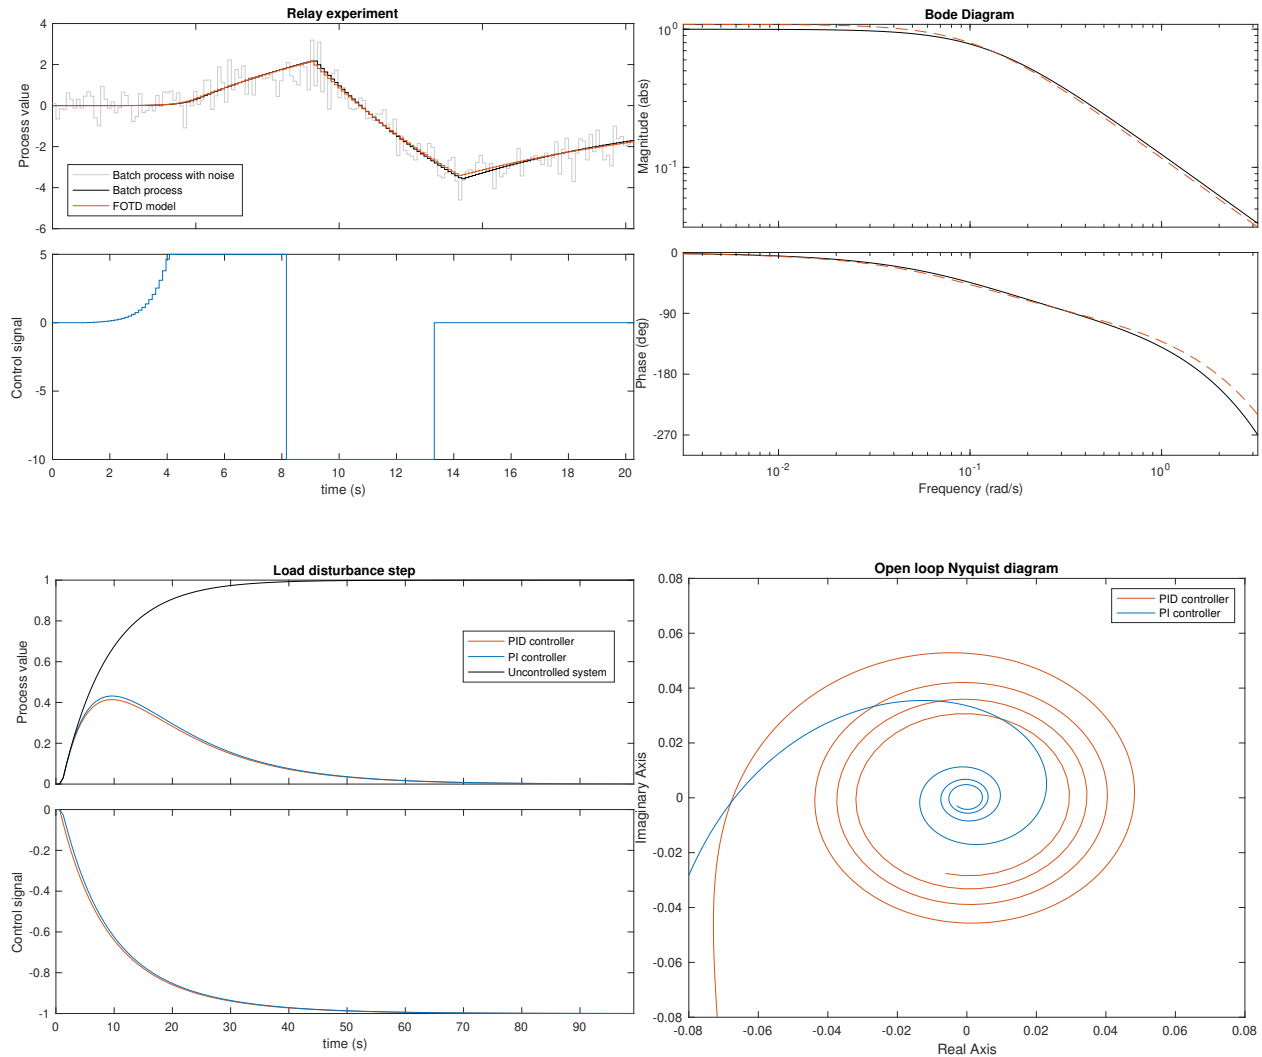 Relay experiment
4
2
0
-2
-4
-6
Process value
Batch process with noise
Batch process
FOTD model
5
0
-5
-10
Control signal
0 2 4 6 8 10 12 14 16 18 20
time (s)
Bode Diagram
10^0
10^-1
Magnitude (abs)
0
-90
-180
-270
Phase (deg)
10^-2 10^-1 10^0
Frequency (rad/s)
Load disturbance step
1
0.8
0.6
0.4
0.2
0
Process value
PID controller
PI controller
Uncontrolled system
0
-0.2
-0.4
-0.6
-0.8
-1
Control signal
0 10 20 30 40 50 60 70 80 90
time (s)
Open loop Nyquist diagram
0.08
0.06
0.04
0.02
0
-0.02
-0.04
-0.06
-0.08
Imaginary Axis
PID controller
PI controller
-0.08 -0.06 -0.04 -0.02 0 0.02 0.04 0.06 0.08
Real Axis